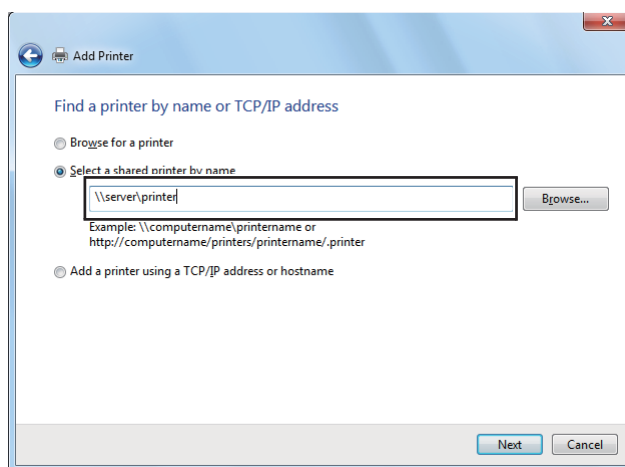 Add Printer
Find a printer by name or TCP/IP address
Browse for a printer
Select a shared printer by name
\\server\printer
Browse...
Example: \\computername\printername or
http://computername/printers/printername/.printer
Add a printer using a TCP/IP address or hostname
Next Cancel